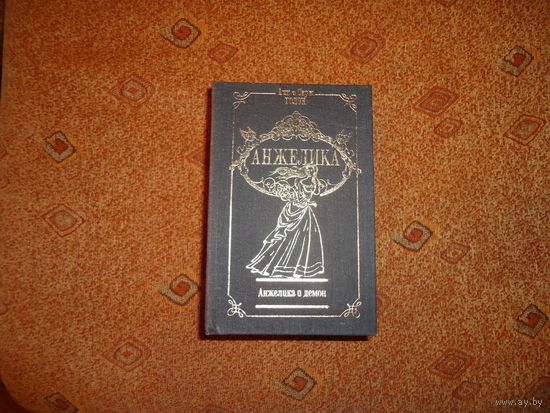 Анн и Серж
ГОЛОН
АНЖЕЛИКА
Анжелика и демон
www.ay.by